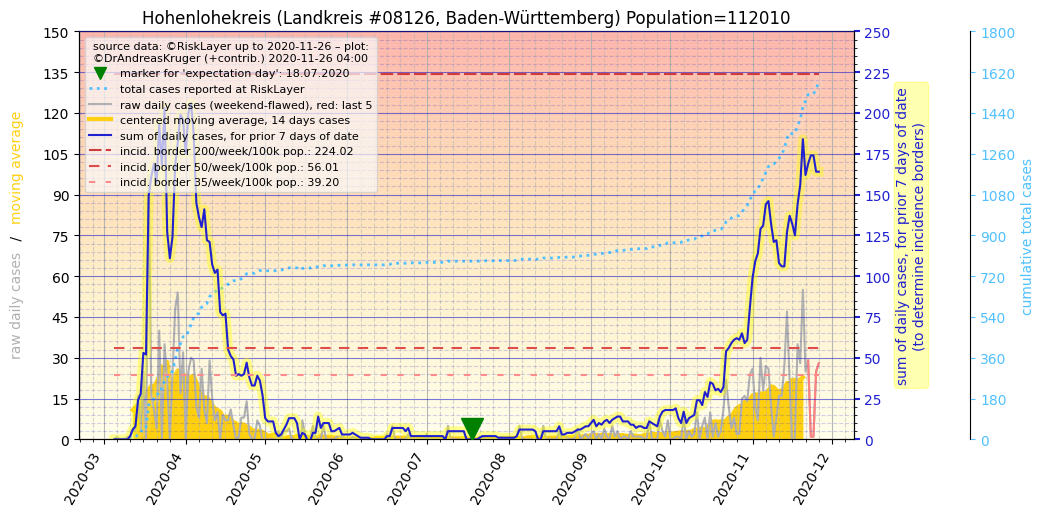 Hohenlohekreis (Landkreis #08126, Baden-Württemberg) Population=112010
source data: ©RiskLayer up to 2020-11-26 – plot:
©DrAndreasKruger (+contrib.) 2020-11-26 04:00
marker for 'expectation day': 18.07.2020
total cases reported at RiskLayer
raw daily cases (weekend-flawed), red: last 5
centered moving average, 14 days cases
sum of daily cases, for prior 7 days of date
incid. border 200/week/100k pop.: 224.02
incid. border 50/week/100k pop.: 56.01
incid. border 35/week/100k pop.: 39.20
raw daily cases / moving average
150
135
120
105
90
75
60
45
30
15
0
2020-03
2020-04
2020-05
2020-06
2020-07
2020-08
2020-09
2020-10
2020-11
2020-12
250
225
200
175
150
125
100
75
50
25
0
sum of daily cases, for prior 7 days of date
(to determine incidence borders)
1800
1620
1440
1260
1080
900
720
540
360
180
0
cumulative total cases